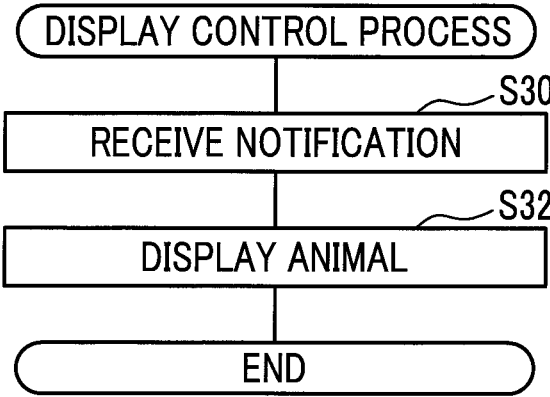 DISPLAY CONTROL PROCESS
S30
RECEIVE NOTIFICATION
S32
DISPLAY ANIMAL
END